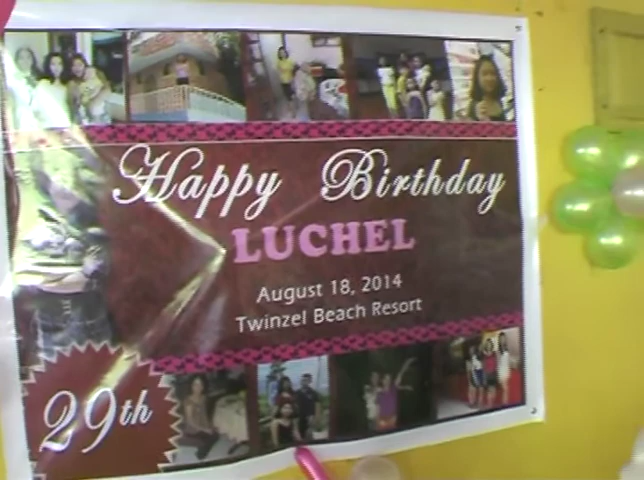 Happy Birthday
LUCHEL
August 18, 2014
Twinzel Beach Resort
29th